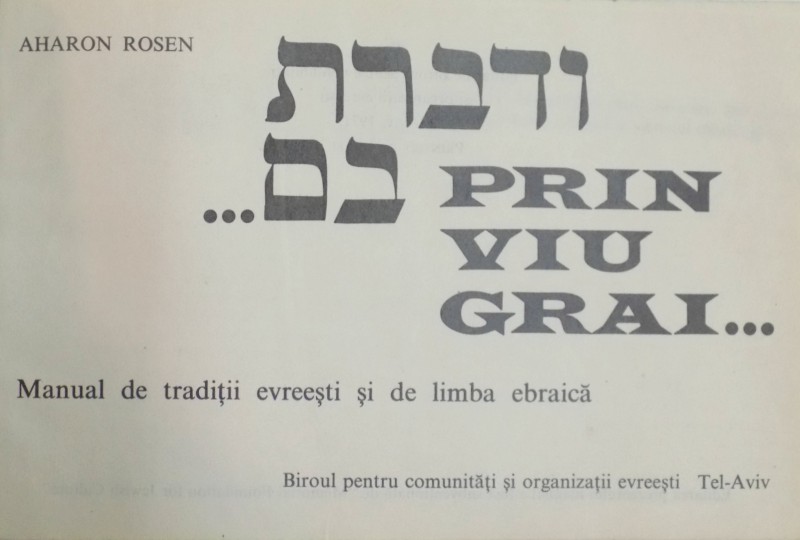 AHARON ROSEN
ודברת
בם...
PRIN
VIU
GRAI...
Manual de tradiții evreești și de limba ebraică
Biroul pentru comunități și organizații evreești Tel-Aviv